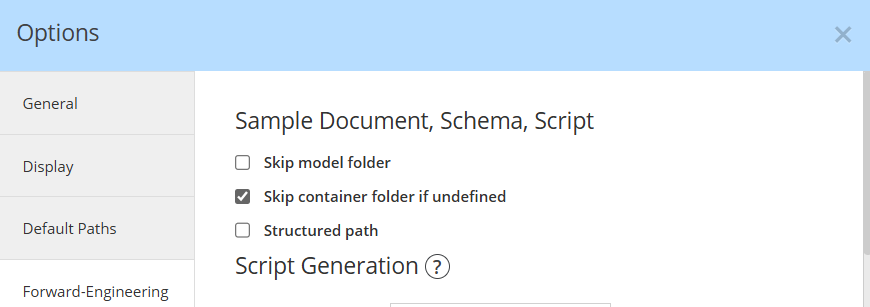 Options
General
Display
Default Paths
Forward-Engineering
Sample Document, Schema, Script
Skip model folder
Skip container folder if undefined
Structured path
Script Generation ?